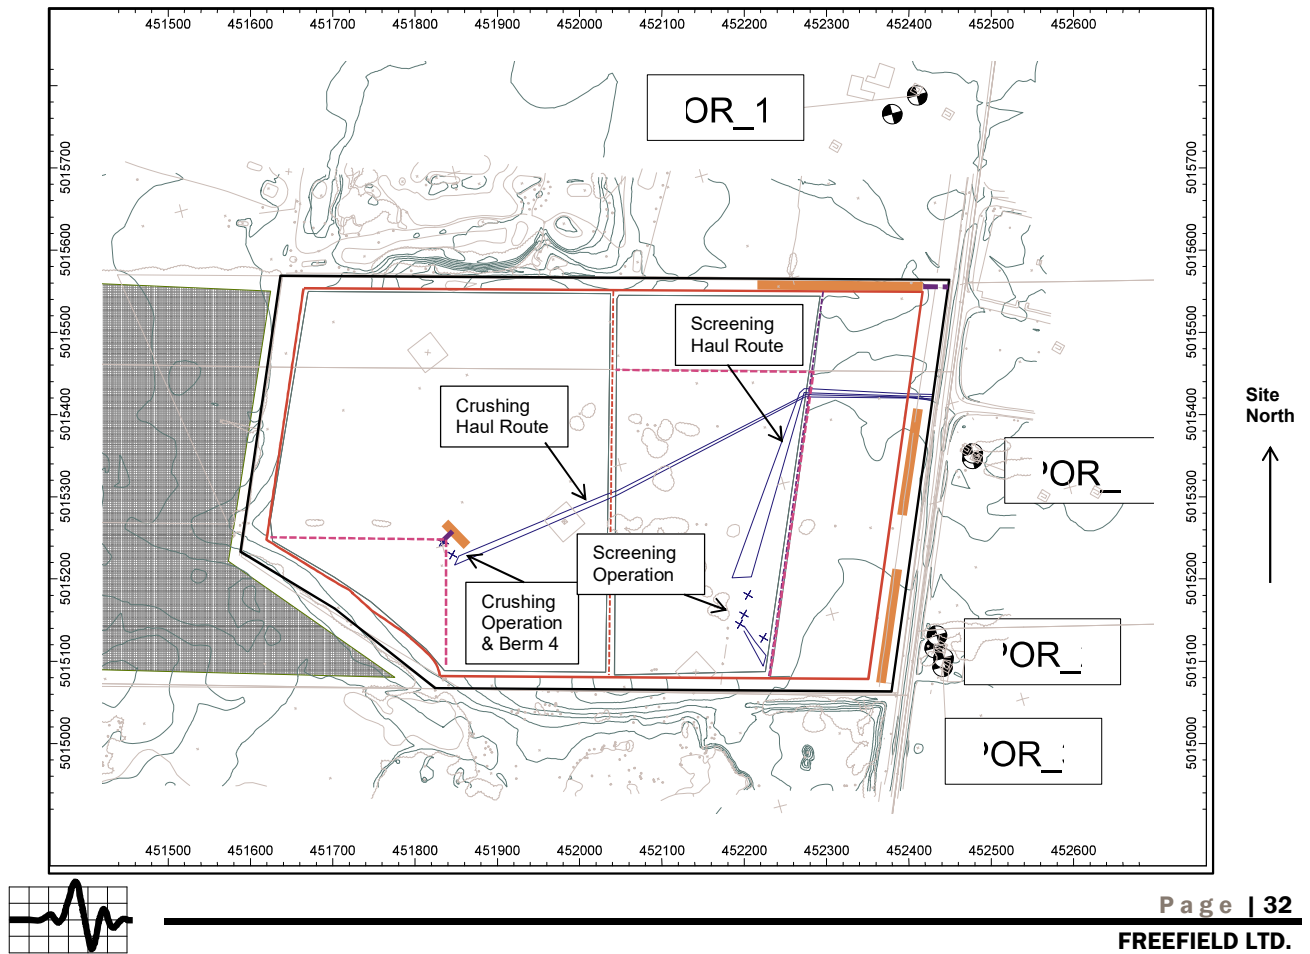 451500 451600 451700 451800 451900 452000 452100 452200 452300 452400 452500 452600
OR_1
5015700
5015600
5015500
5015400
5015300
5015200
5015100
5015000
5015700
5015600
5015500
5015400
5015300
5015200
5015100
5015000
Screening
Haul Route
Crushing
Haul Route
Site
North
OR_
Screening
Operation
Crushing
Operation
& Berm 4
OR_
OR_
451500 451600 451700 451800 451900 452000 452100 452200 452300 452400 452500 452600
Page | 32
FREEFIELD LTD.